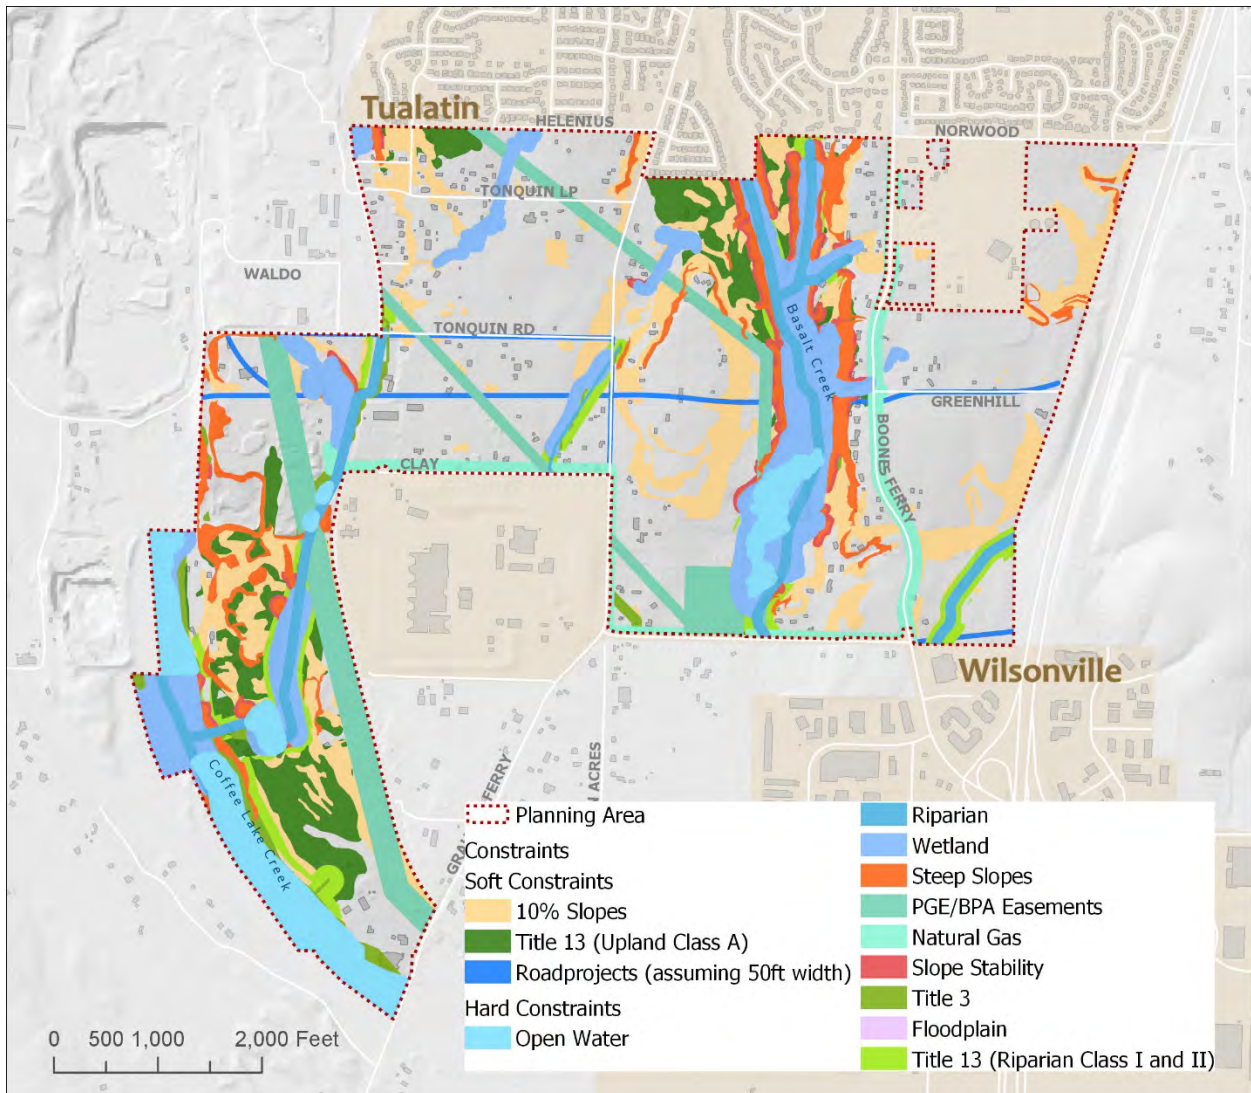 Tualatin
HELENIUS
NORWOOD
TONQUIN LP
WALDO
TONQUIN RD
Basalt Creek
GREENHILL
CLAY
BOONES FERRY
Wilsonville
Coffee Lake Creek
FERRY
ACRES
Planning Area
Constraints
Soft Constraints
10% Slopes
Title 13 (Upland Class A)
Roadprojects (assuming 50ft width)
Hard Constraints
Open Water
Riparian
Wetland
Steep Slopes
PGE/BPA Easements
Natural Gas
Slope Stability
Title 3
Floodplain
Title 13 (Riparian Class I and II)
0 500 1,000 2,000 Feet